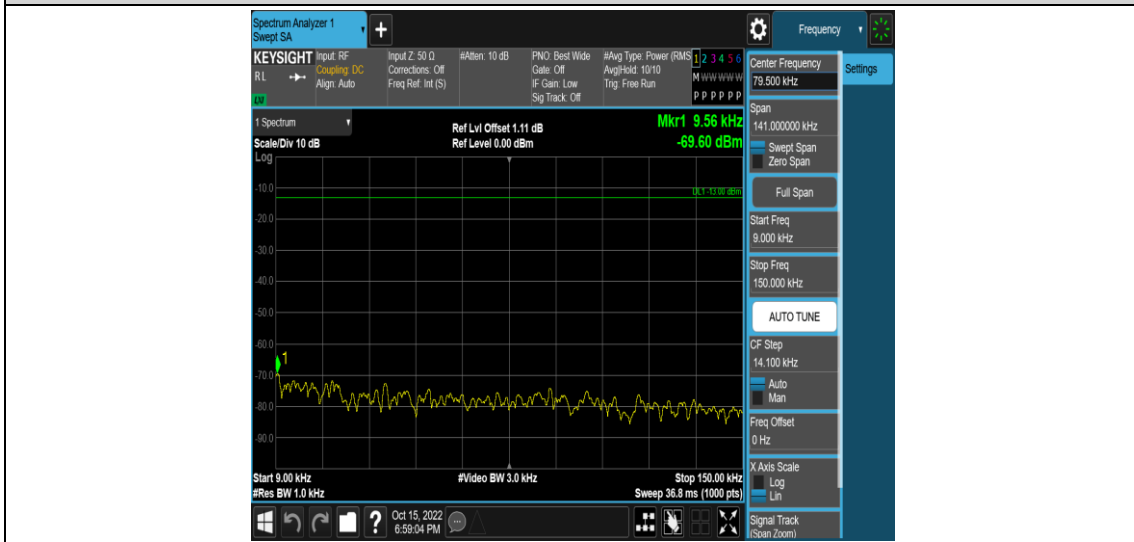 Spectrum Analyzer 1
Swept SA
+
Frequency
KEYSIGHT
RL
LXI
Input: RF
Coupling: DC
Align: Auto
Input Z: 50 Ω
Corrections: Off
Freq Ref: Int (S)
#Atten: 10 dB
PNO: Best Wide
Gate: Off
IF Gain: Low
Sig Track: Off
#Avg Type: Power (RMS
Avg|Hold: 10/10
Trig: Free Run
1 2 3 4 5 6
M W W W W W
P P P P P P
1 Spectrum
Scale/Div 10 dB
Log
Ref Lvl Offset 1.11 dB
Ref Level 0.00 dBm
Mkr1 9.56 kHz
-69.60 dBm
DL1 -13.00 dBm
-10.0
-20.0
-30.0
-40.0
-50.0
-60.0
1
-70.0
-80.0
-90.0
Start 9.00 kHz
#Res BW 1.0 kHz
#Video BW 3.0 kHz
Stop 150.00 kHz
Sweep 36.8 ms (1000 pts)
Center Frequency
79.500 kHz
Settings
Span
141.000000 kHz
Swept Span
Zero Span
Full Span
Start Freq
9.000 kHz
Stop Freq
150.000 kHz
AUTO TUNE
CF Step
14.100 kHz
Auto
Man
Freq Offset
0 Hz
X Axis Scale
Log
Lin
Signal Track
(Span Zoom)
?
Oct 15, 2022
6:59:04 PM